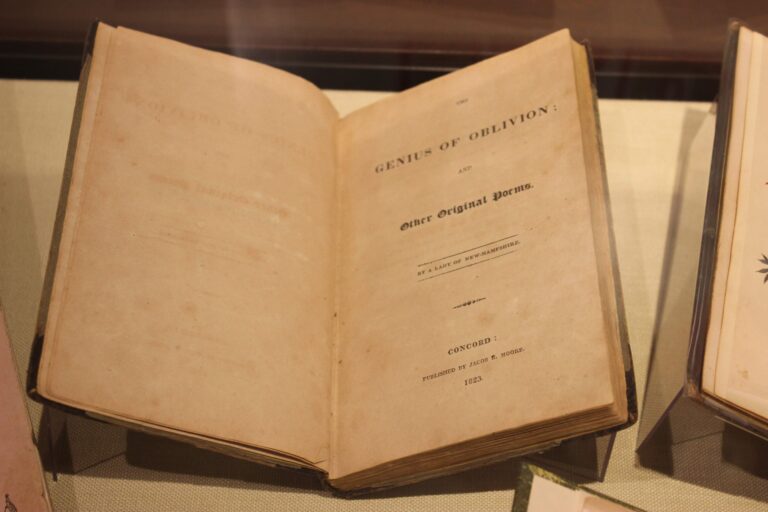 THE
GENIUS OF OBLIVION;
AND
Other Original Poems.
BY A LADY OF NEW-HAMPSHIRE.
CONCORD:
PUBLISHED BY JACOB B. MOORE.
1823.